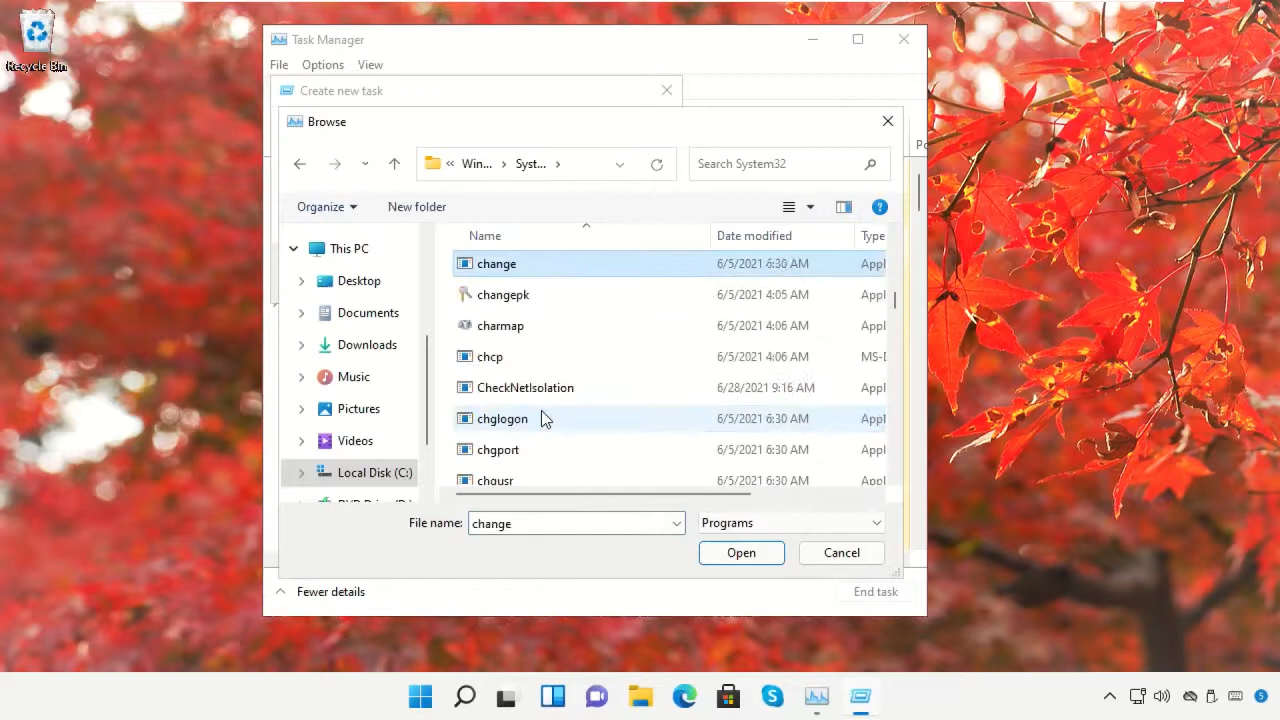 Recycle Bin
Task Manager
File Options View
Create new task
Browse
« Win... › Syst... ›
Search System32
Organize
New folder
Name
Date modified
Type
This PC
Desktop
Documents
Downloads
Music
Pictures
Videos
Local Disk (C:)
change 6/5/2021 6:30 AM Appl
changepk 6/5/2021 4:05 AM Appl
charmap 6/5/2021 4:06 AM Appl
chcp 6/5/2021 4:06 AM MS-D
CheckNetIsolation 6/28/2021 9:16 AM Appl
chglogon 6/5/2021 6:30 AM Appl
chgport 6/5/2021 6:30 AM Appl
chgusr 6/5/2021 6:30 AM Appl
File name: change
Programs
Open
Cancel
Fewer details
End task
5